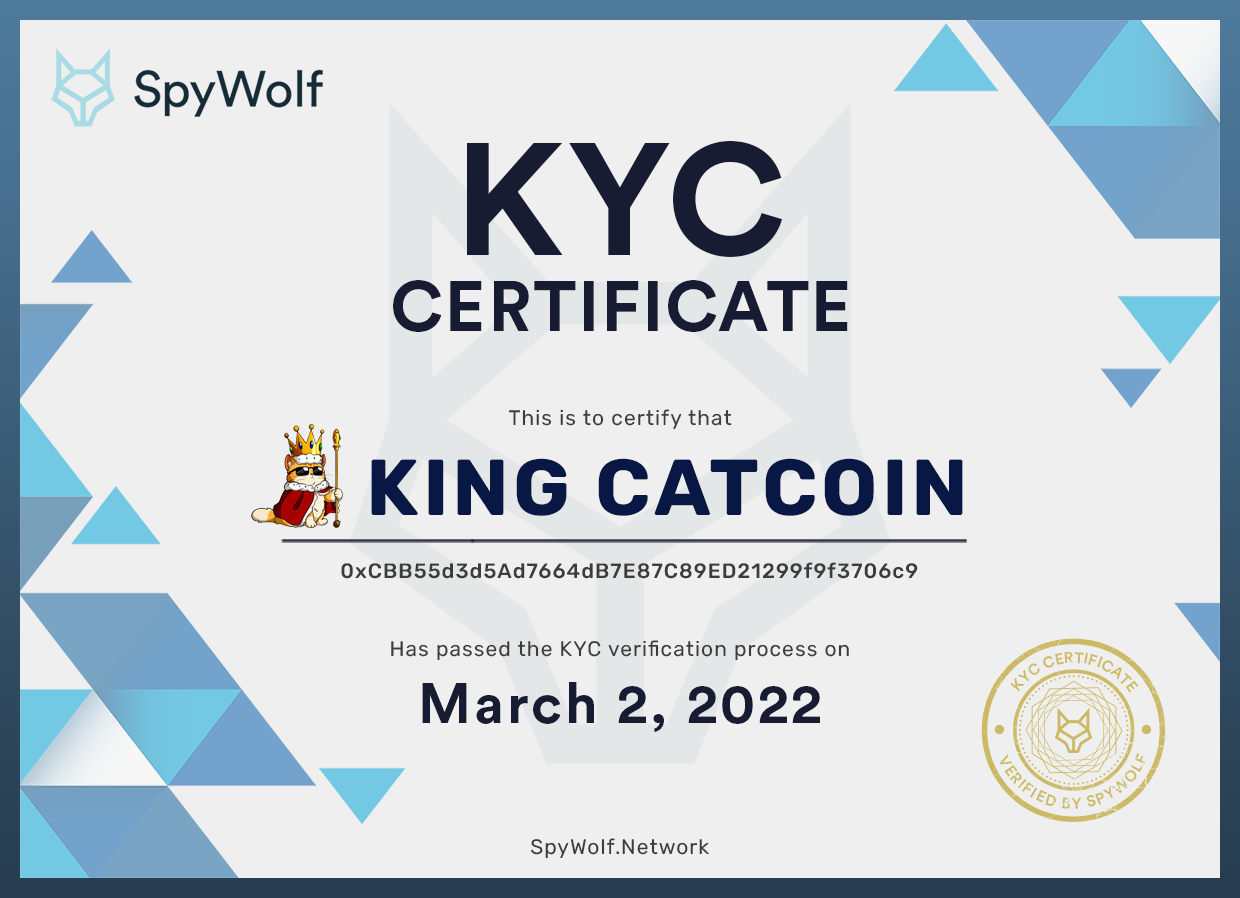 SpyWolf
KYC
CERTIFICATE
This is to certify that
KING CATCOIN
0xCBB55d3d5Ad7664dB7E87C89ED21299f9f3706c9
Has passed the KYC verification process on
March 2, 2022
KYC CERTIFICATE
VERIFIED BY SPYWOLF
SpyWolf.Network